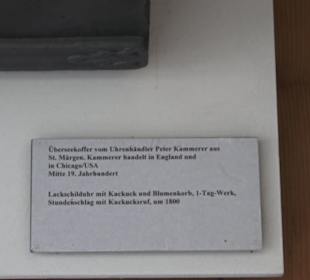 Überseekoffer vom Uhrenhändler Peter Kammerer aus
St. Märgen. Kammerer handelt in England und
in Chicago/USA
Mitte 19. Jahrhundert
Lackschilduhr mit Kuckuck und Blumenkorb, 1-Tag-Werk,
Stundenschlag mit Kuckucksruf, um 1800